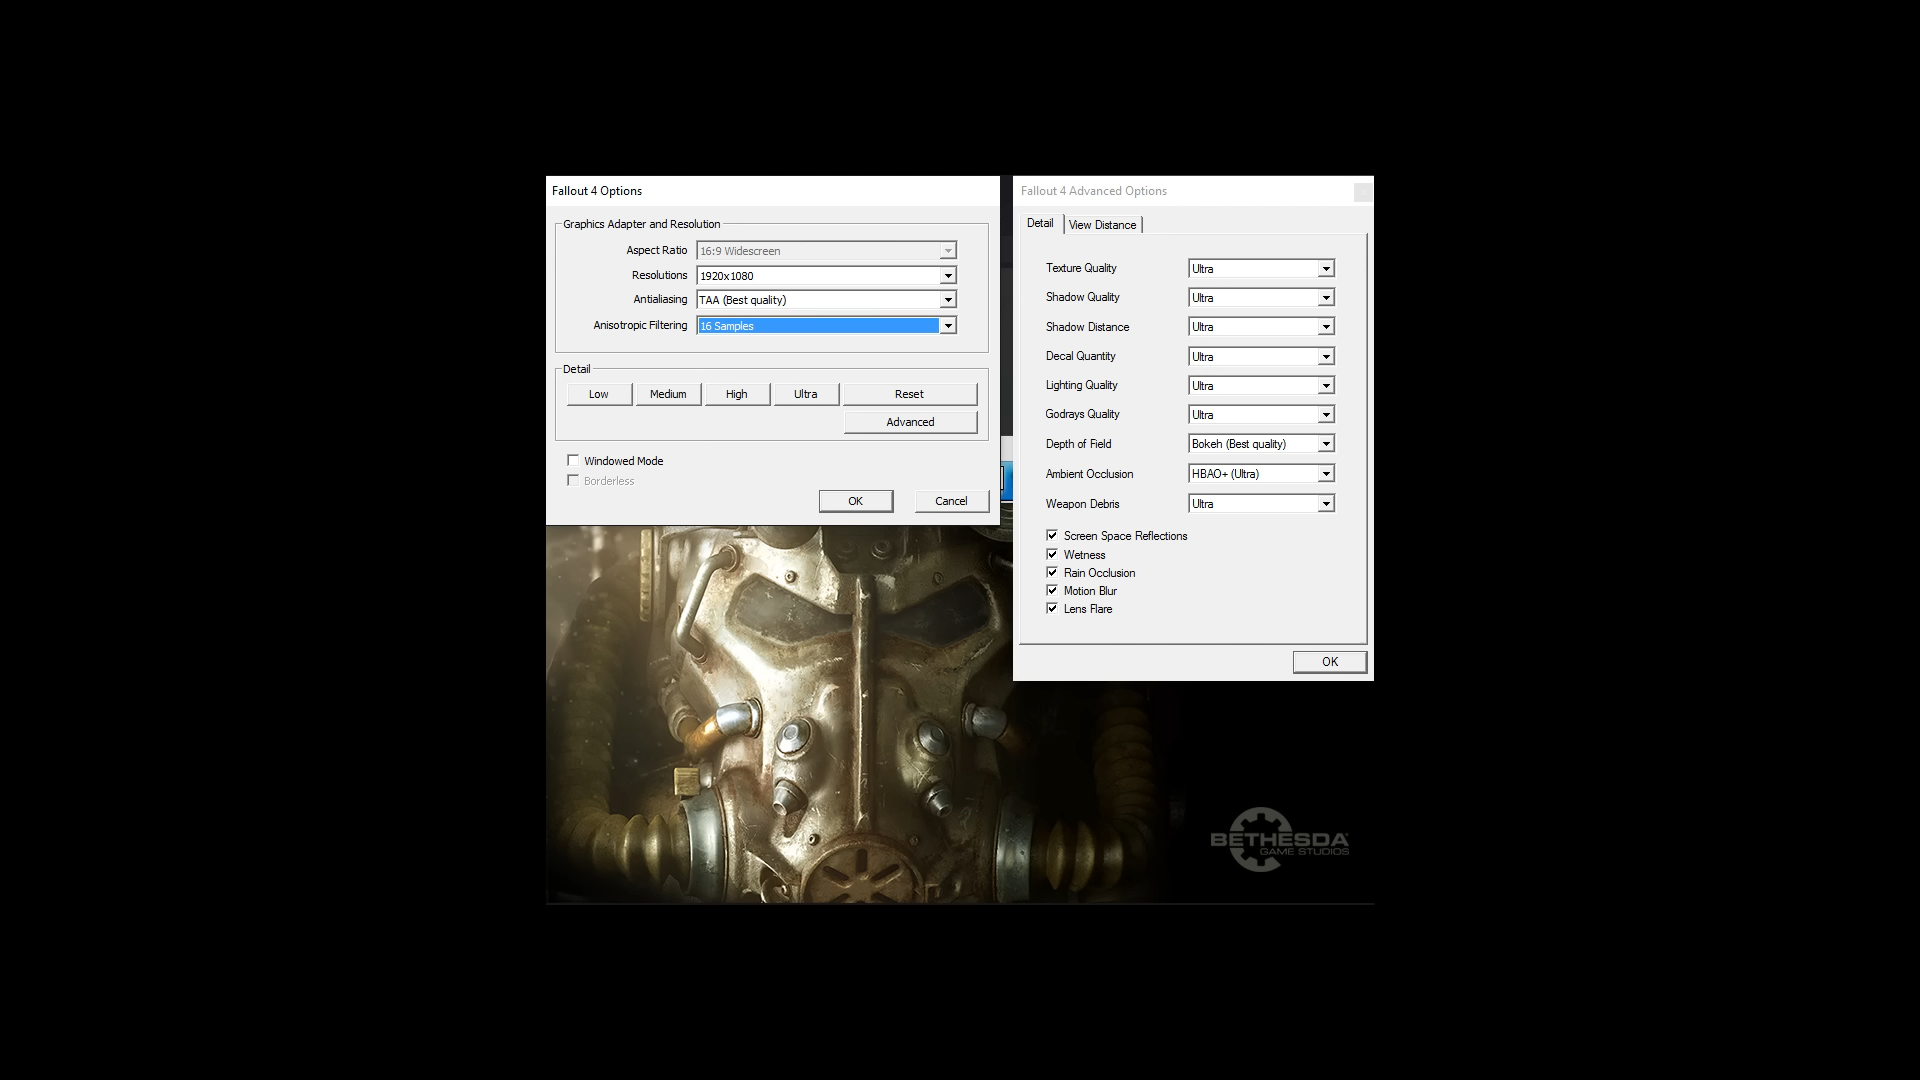 Fallout 4 Options
Graphics Adapter and Resolution
Aspect Ratio 16:9 Widescreen
Resolutions 1920x1080
Antialiasing TAA (Best quality)
Anisotropic Filtering 16 Samples
Detail
Low Medium High Ultra Reset
Advanced
Windowed Mode
Borderless
OK Cancel
Fallout 4 Advanced Options
Detail View Distance
Texture Quality Ultra
Shadow Quality Ultra
Shadow Distance Ultra
Decal Quantity Ultra
Lighting Quality Ultra
Godrays Quality Ultra
Depth of Field Bokeh (Best quality)
Ambient Occlusion HBAO+ (Ultra)
Weapon Debris Ultra
Screen Space Reflections
Wetness
Rain Occlusion
Motion Blur
Lens Flare
OK
BETHESDA
GAME STUDIOS